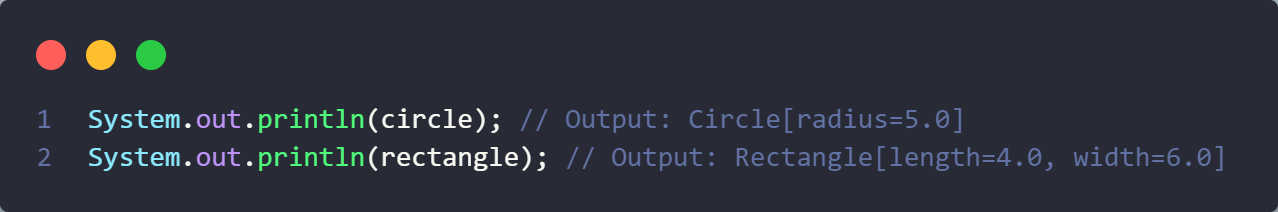 1 System.out.println(circle); // Output: Circle[radius=5.0]
2 System.out.println(rectangle); // Output: Rectangle[length=4.0, width=6.0]